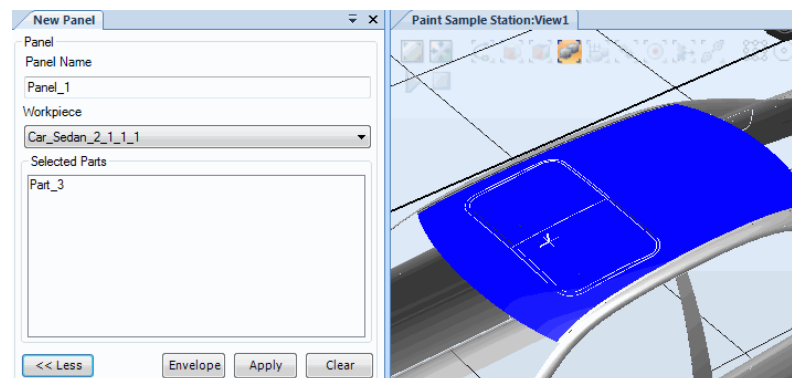 New Panel
Paint Sample Station:View1
Panel
Panel Name
Panel_1
Workpiece
Car_Sedan_2_1_1_1
Selected Parts
Part_3
<< Less
Envelope
Apply
Clear